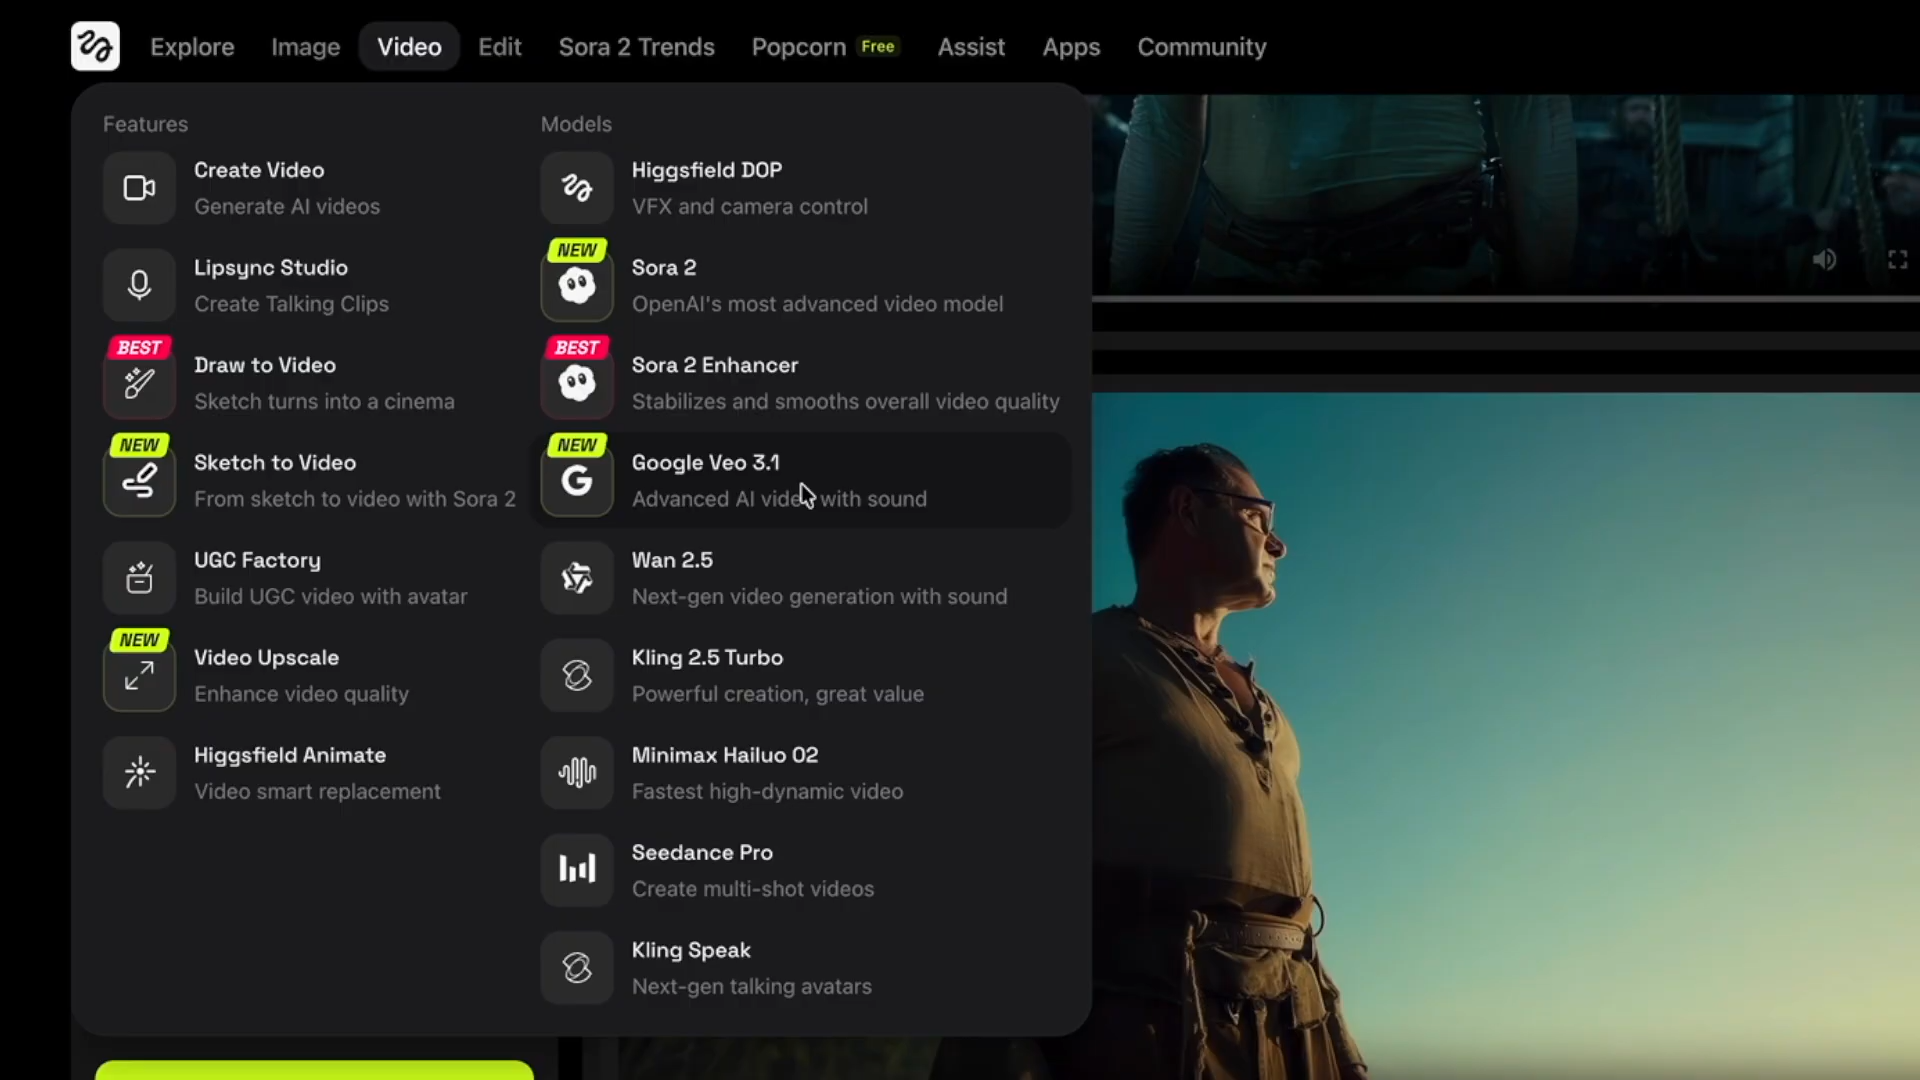 Explore
Image
Video
Edit
Sora 2 Trends
Popcorn Free
Assist
Apps
Community
Features
Create Video
Generate AI videos
Lipsync Studio
Create Talking Clips
BEST
Draw to Video
Sketch turns into a cinema
NEW
Sketch to Video
From sketch to video with Sora 2
UGC Factory
Build UGC video with avatar
NEW
Video Upscale
Enhance video quality
Higgsfield Animate
Video smart replacement
Models
Higgsfield DOP
VFX and camera control
NEW
Sora 2
OpenAI's most advanced video model
BEST
Sora 2 Enhancer
Stabilizes and smooths overall video quality
NEW
Google Veo 3.1
Advanced AI video with sound
Wan 2.5
Next-gen video generation with sound
Kling 2.5 Turbo
Powerful creation, great value
Minimax Hailuo 02
Fastest high-dynamic video
Seedance Pro
Create multi-shot videos
Kling Speak
Next-gen talking avatars